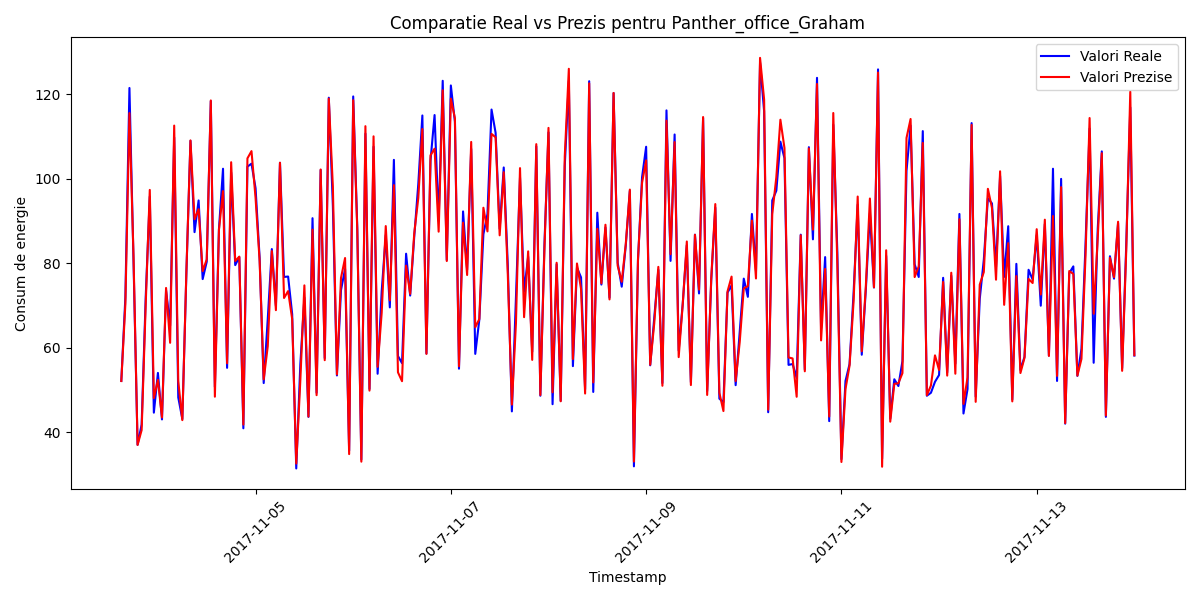 Comparatie Real vs Prezis pentru Panther_office_Graham
Valori Reale
Valori Prezise
Consum de energie
120
100
80
60
40
2017-11-05
2017-11-07
2017-11-09
2017-11-11
2017-11-13
Timestamp